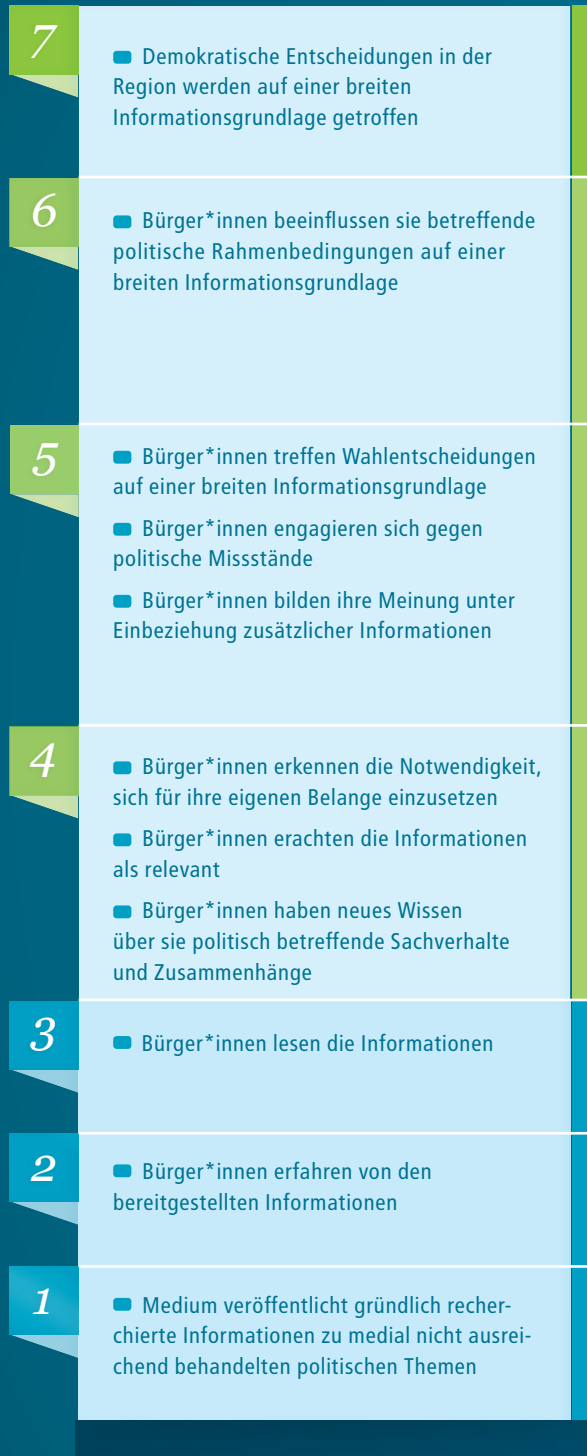 7
Demokratische Entscheidungen in der
Region werden auf einer breiten
Informationsgrundlage getroffen
6
Bürger*innen beeinflussen sie betreffende
politische Rahmenbedingungen auf einer
breiten Informationsgrundlage
5
Bürger*innen treffen Wahlentscheidungen
auf einer breiten Informationsgrundlage
Bürger*innen engagieren sich gegen
politische Missstände
Bürger*innen bilden ihre Meinung unter
Einbeziehung zusätzlicher Informationen
4
Bürger*innen erkennen die Notwendigkeit,
sich für ihre eigenen Belange einzusetzen
Bürger*innen erachten die Informationen
als relevant
Bürger*innen haben neues Wissen
über sie politisch betreffende Sachverhalte
und Zusammenhänge
3
Bürger*innen lesen die Informationen
2
Bürger*innen erfahren von den
bereitgestellten Informationen
1
Medium veröffentlicht gründlich recher-
chierte Informationen zu medial nicht ausrei-
chend behandelten politischen Themen